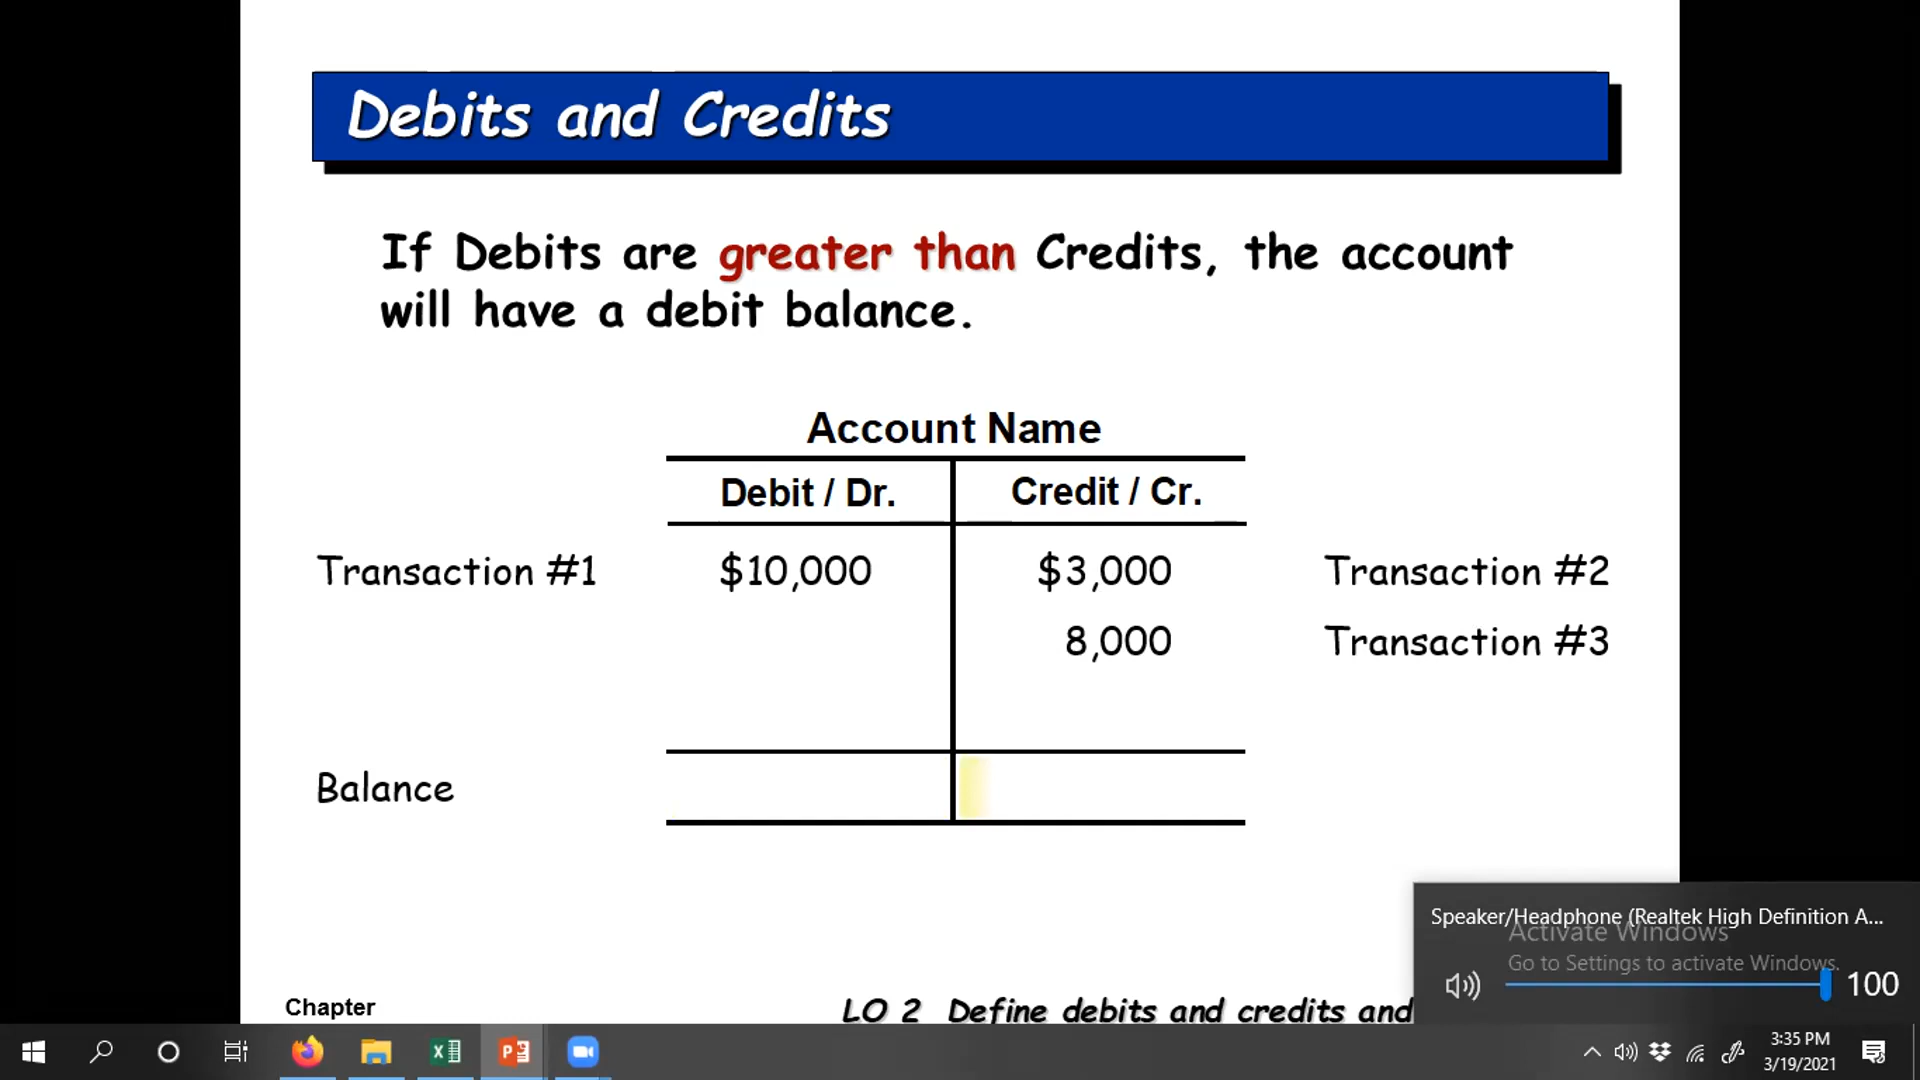 Debits and Credits
If Debits are greater than Credits, the account
will have a debit balance.
Account Name
Debit / Dr. Credit / Cr.
Transaction #1 $10,000 $3,000 Transaction #2
8,000 Transaction #3
Balance
Speaker/Headphone (Realtek High Definition A...
Activate Windows
Go to Settings to activate Windows.
100
Chapter
LO 2 Define debits and credits and
3:35 PM
3/19/2021